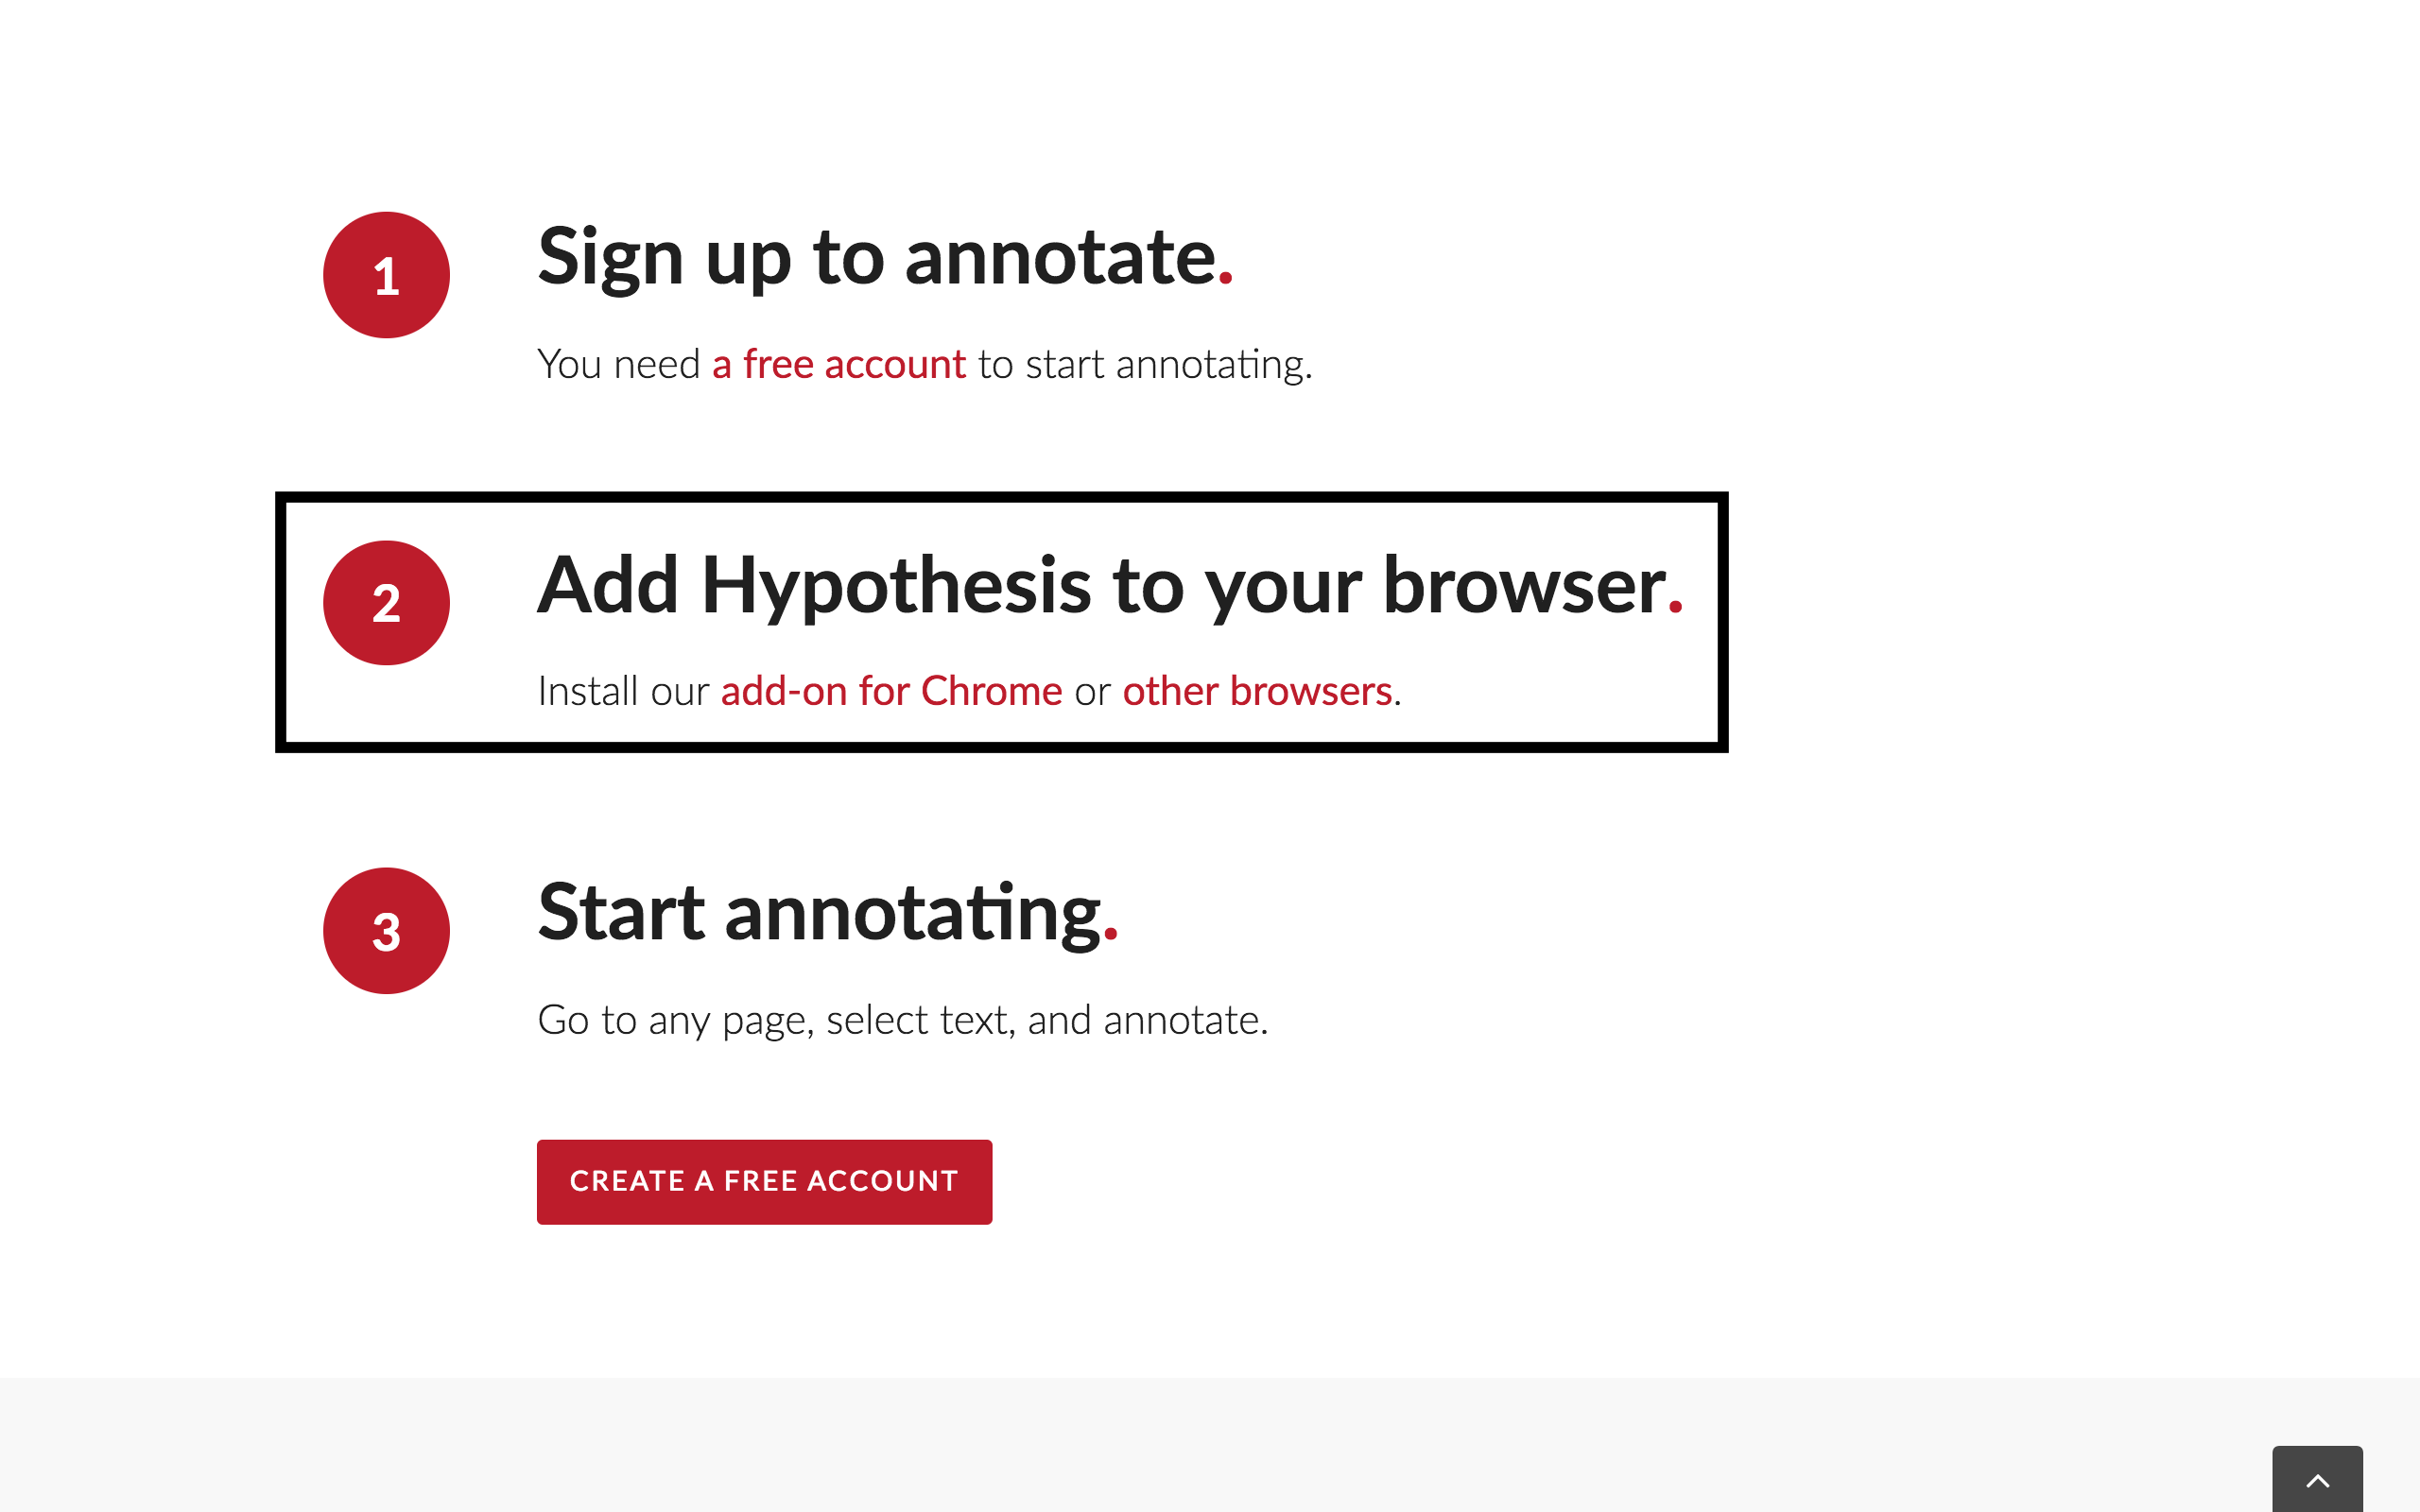 1
Sign up to annotate.
You need a free account to start annotating.
2
Add Hypothesis to your browser.
Install our add-on for Chrome or other browsers.
3
Start annotating.
Go to any page, select text, and annotate.
CREATE A FREE ACCOUNT